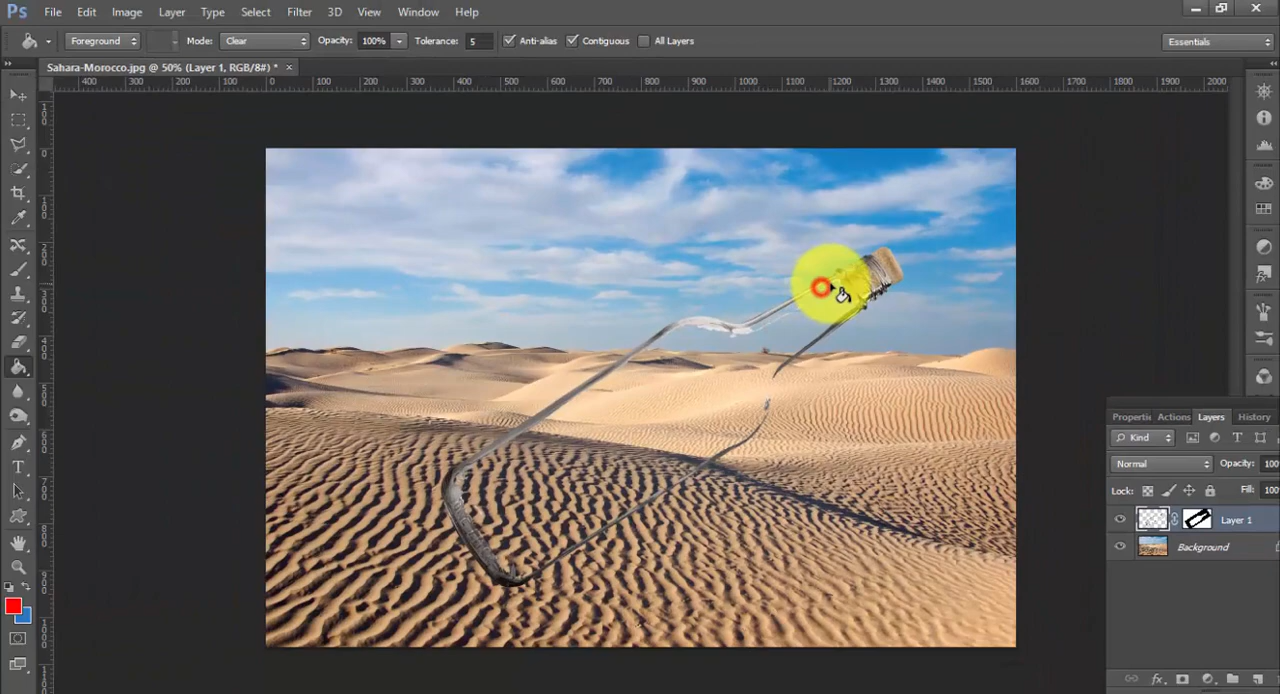 Ps File Edit Image Layer Type Select Filter 3D View Window Help
Foreground Mode: Clear Opacity: 100% Tolerance: 5 Anti-alias Contiguous All Layers Essentials
Sahara-Morocco.jpg @ 50% (Layer 1, RGB/8#) * ×
400 300 200 100 0 100 200 300 400 500 600 700 800 900 1000 1100 1200 1300 1400 1500 1600 1700 1800 1900 2000
Properti Actions Layers History
Kind T
Normal Opacity: 100
Lock: Fill: 100
Layer 1
Background
fx